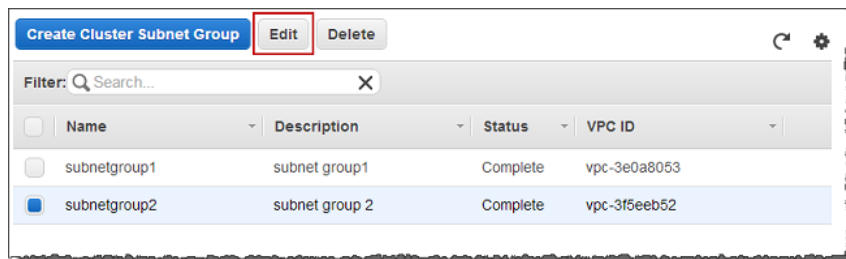 Create Cluster Subnet Group Edit Delete
Filter: Search...
Name Description Status VPC ID
subnetgroup1 subnet group1 Complete vpc-3e0a8053
subnetgroup2 subnet group 2 Complete vpc-3f5eeb52